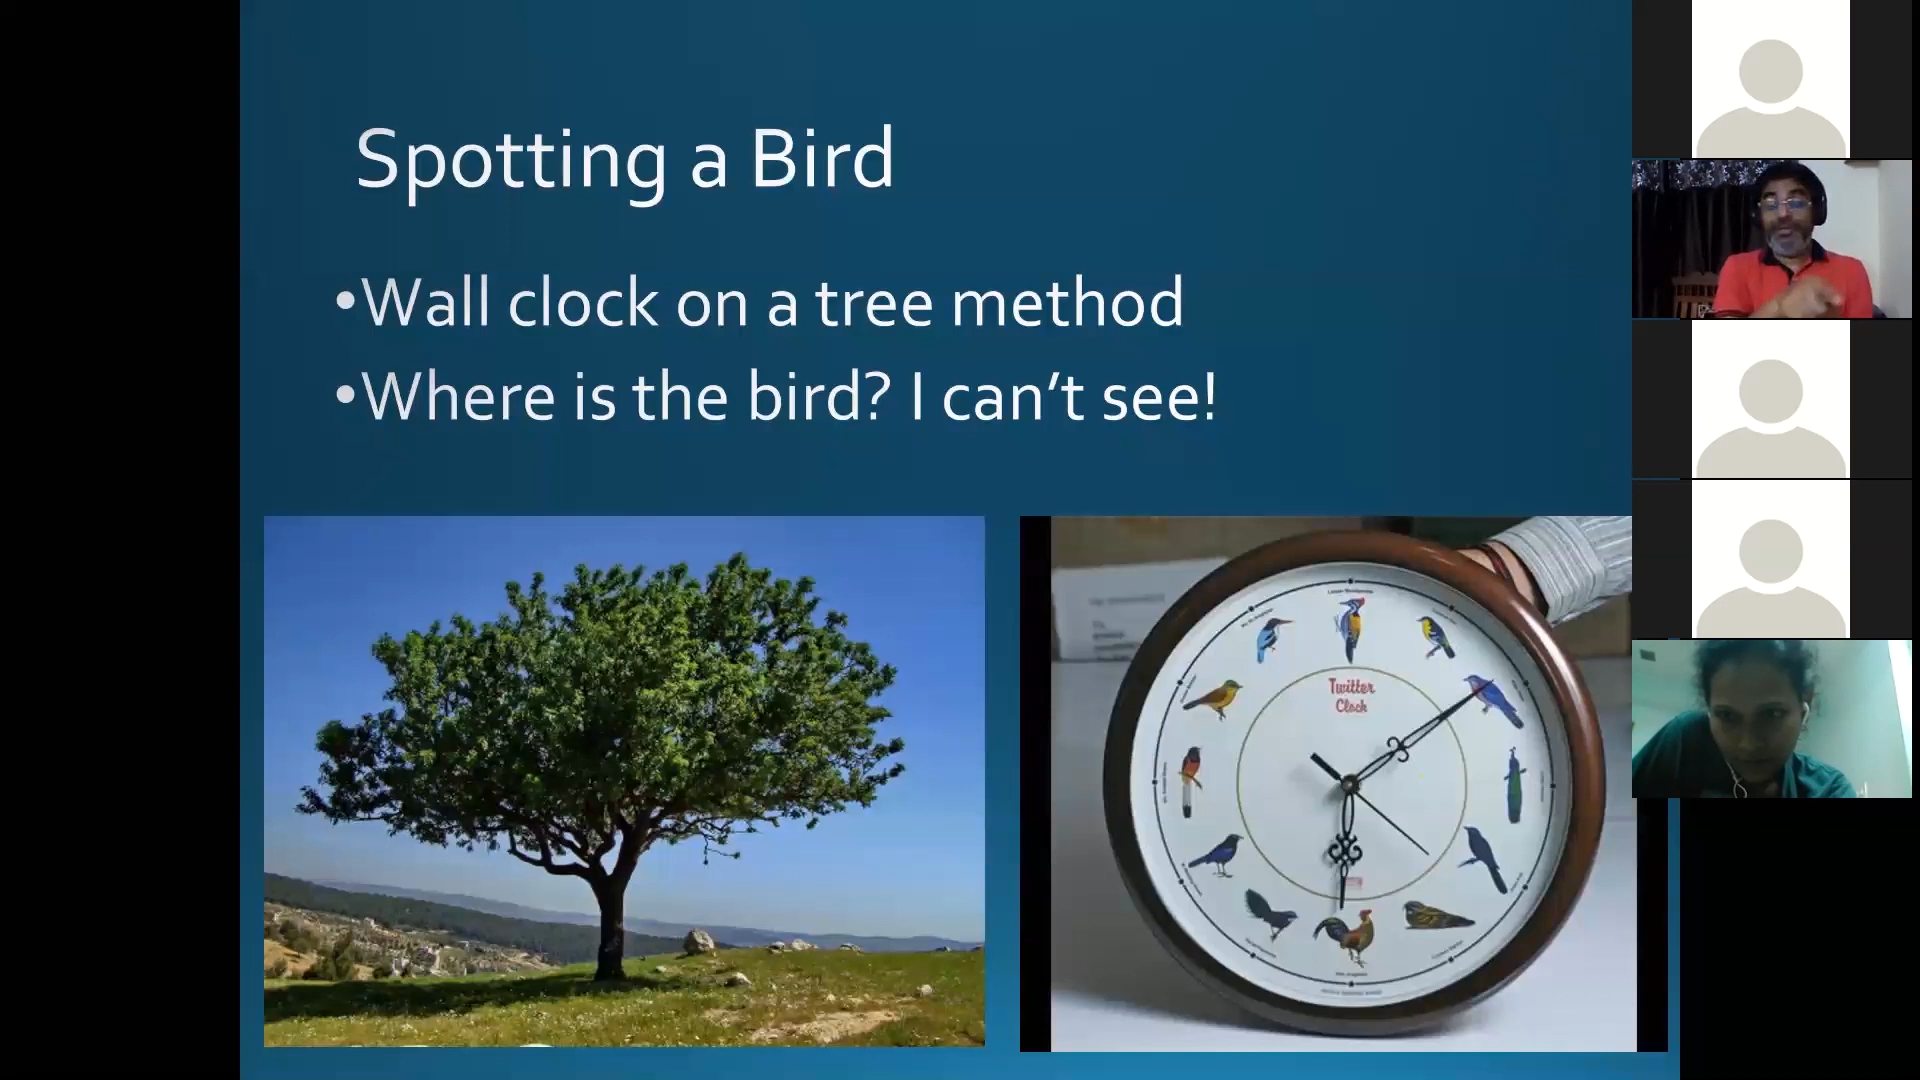 Spotting a Bird
•Wall clock on a tree method
•Where is the bird? I can't see!
Twitter
Clock